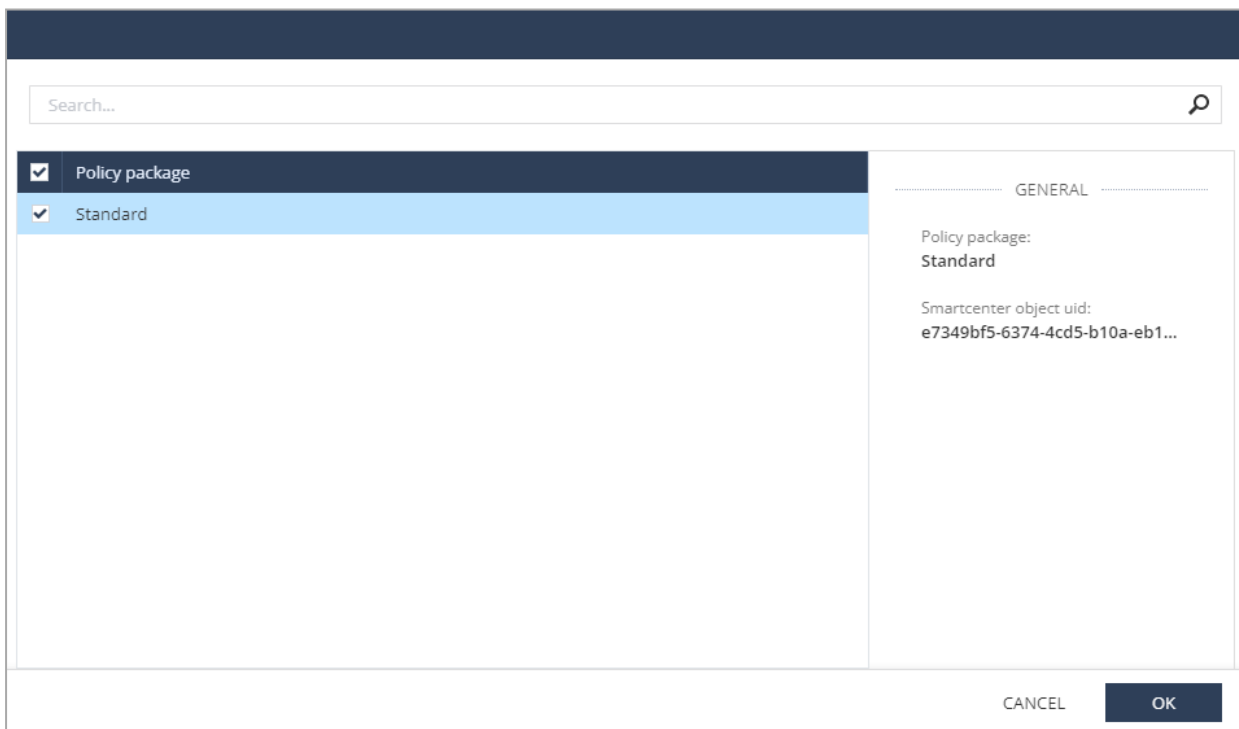 Search...
Policy package
Standard
GENERAL
Policy package:
Standard
Smartcenter object uid:
e7349bf5-6374-4cd5-b10a-eb1...
CANCEL OK